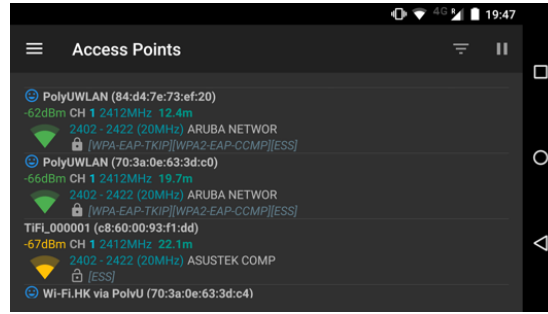 4G R 19:47
Access Points
PolyUWLAN (84:d4:7e:73:ef:20)
-62dBm CH 1 2412MHz 12.4m
2402 - 2422 (20MHz) ARUBA NETWOR
[WPA-EAP-TKIP][WPA2-EAP-CCMP][ESS]
PolyUWLAN (70:3a:0e:63:3d:c0)
-66dBm CH 1 2412MHz 19.7m
2402 - 2422 (20MHz) ARUBA NETWOR
[WPA-EAP-TKIP][WPA2-EAP-CCMP][ESS]
TiFi_000001 (c8:60:00:93:f1:dd)
-67dBm CH 1 2412MHz 22.1m
2402 - 2422 (20MHz) ASUSTEK COMP
[ESS]
Wi-Fi.HK via PolyU (70:3a:0e:63:3d:c4)